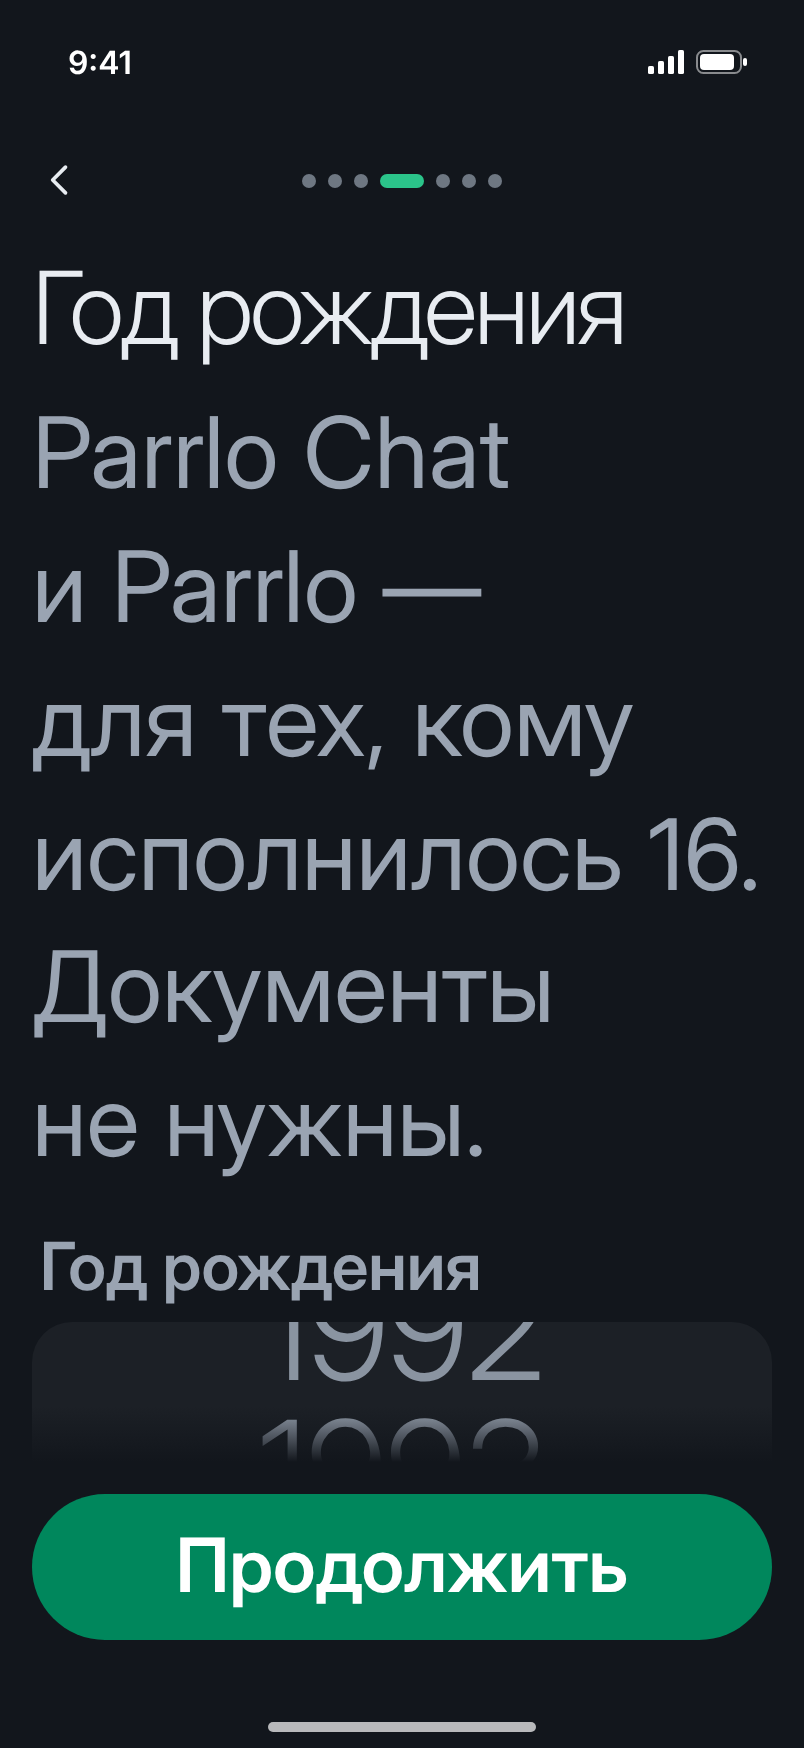 9:41
Год рождения
Parrlo Chat
и Parrlo —
для тех, кому
исполнилось 16.
Документы
не нужны.
Год рождения
1992
1993
Продолжить